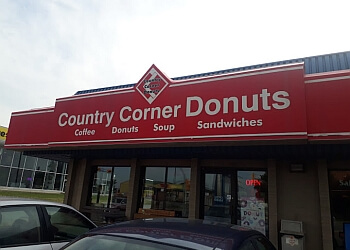 Country Corner Donuts
Coffee Donuts Soup Sandwiches
OPEN